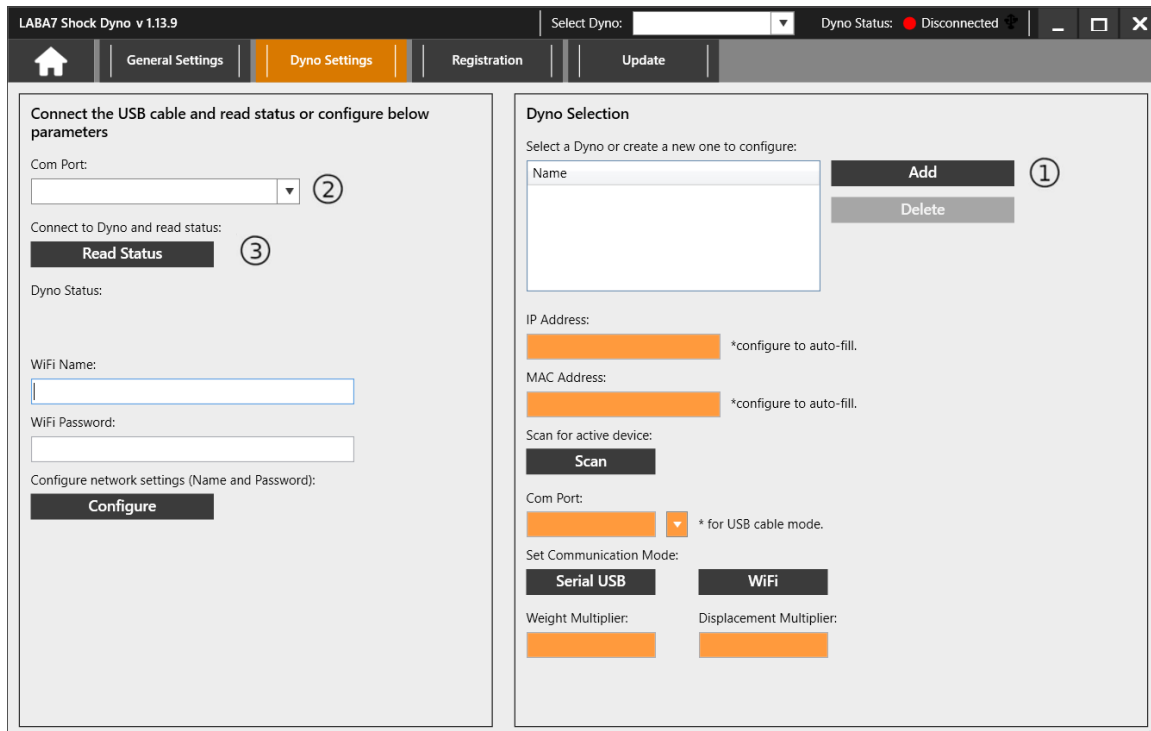 LABA7 Shock Dyno v 1.13.9
Select Dyno:
Dyno Status: Disconnected
General Settings
Dyno Settings
Registration
Update
Connect the USB cable and read status or configure below
parameters
Com Port:
②
Connect to Dyno and read status:
Read Status
③
Dyno Status:
WiFi Name:
WiFi Password:
Configure network settings (Name and Password):
Configure
Dyno Selection
Select a Dyno or create a new one to configure:
Name
Add
①
Delete
IP Address:
*configure to auto-fill.
MAC Address:
*configure to auto-fill.
Scan for active device:
Scan
Com Port:
* for USB cable mode.
Set Communication Mode:
Serial USB
WiFi
Weight Multiplier:
Displacement Multiplier: